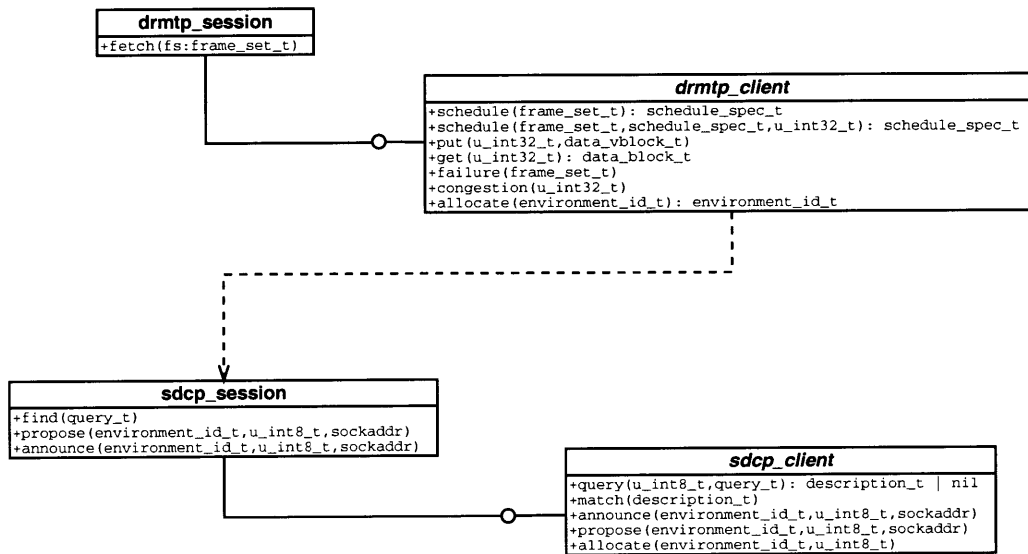 drmtp_session
+fetch(fs:frame_set_t)
drmtp_client
+schedule(frame_set_t): schedule_spec_t
+schedule(frame_set_t,schedule_spec_t,u_int32_t): schedule_spec_t
+put(u_int32_t,data_vblock_t)
+get(u_int32_t): data_block_t
+failure(frame_set_t)
+congestion(u_int32_t)
+allocate(environment_id_t): environment_id_t
sdcp_session
+find(query_t)
+propose(environment_id_t,u_int8_t,sockaddr)
+announce(environment_id_t,u_int8_t,sockaddr)
sdcp_client
+query(u_int8_t,query_t): description_t | nil
+match(description_t)
+announce(environment_id_t,u_int8_t,sockaddr)
+propose(environment_id_t,u_int8_t,sockaddr)
+allocate(environment_id_t,u_int8_t)